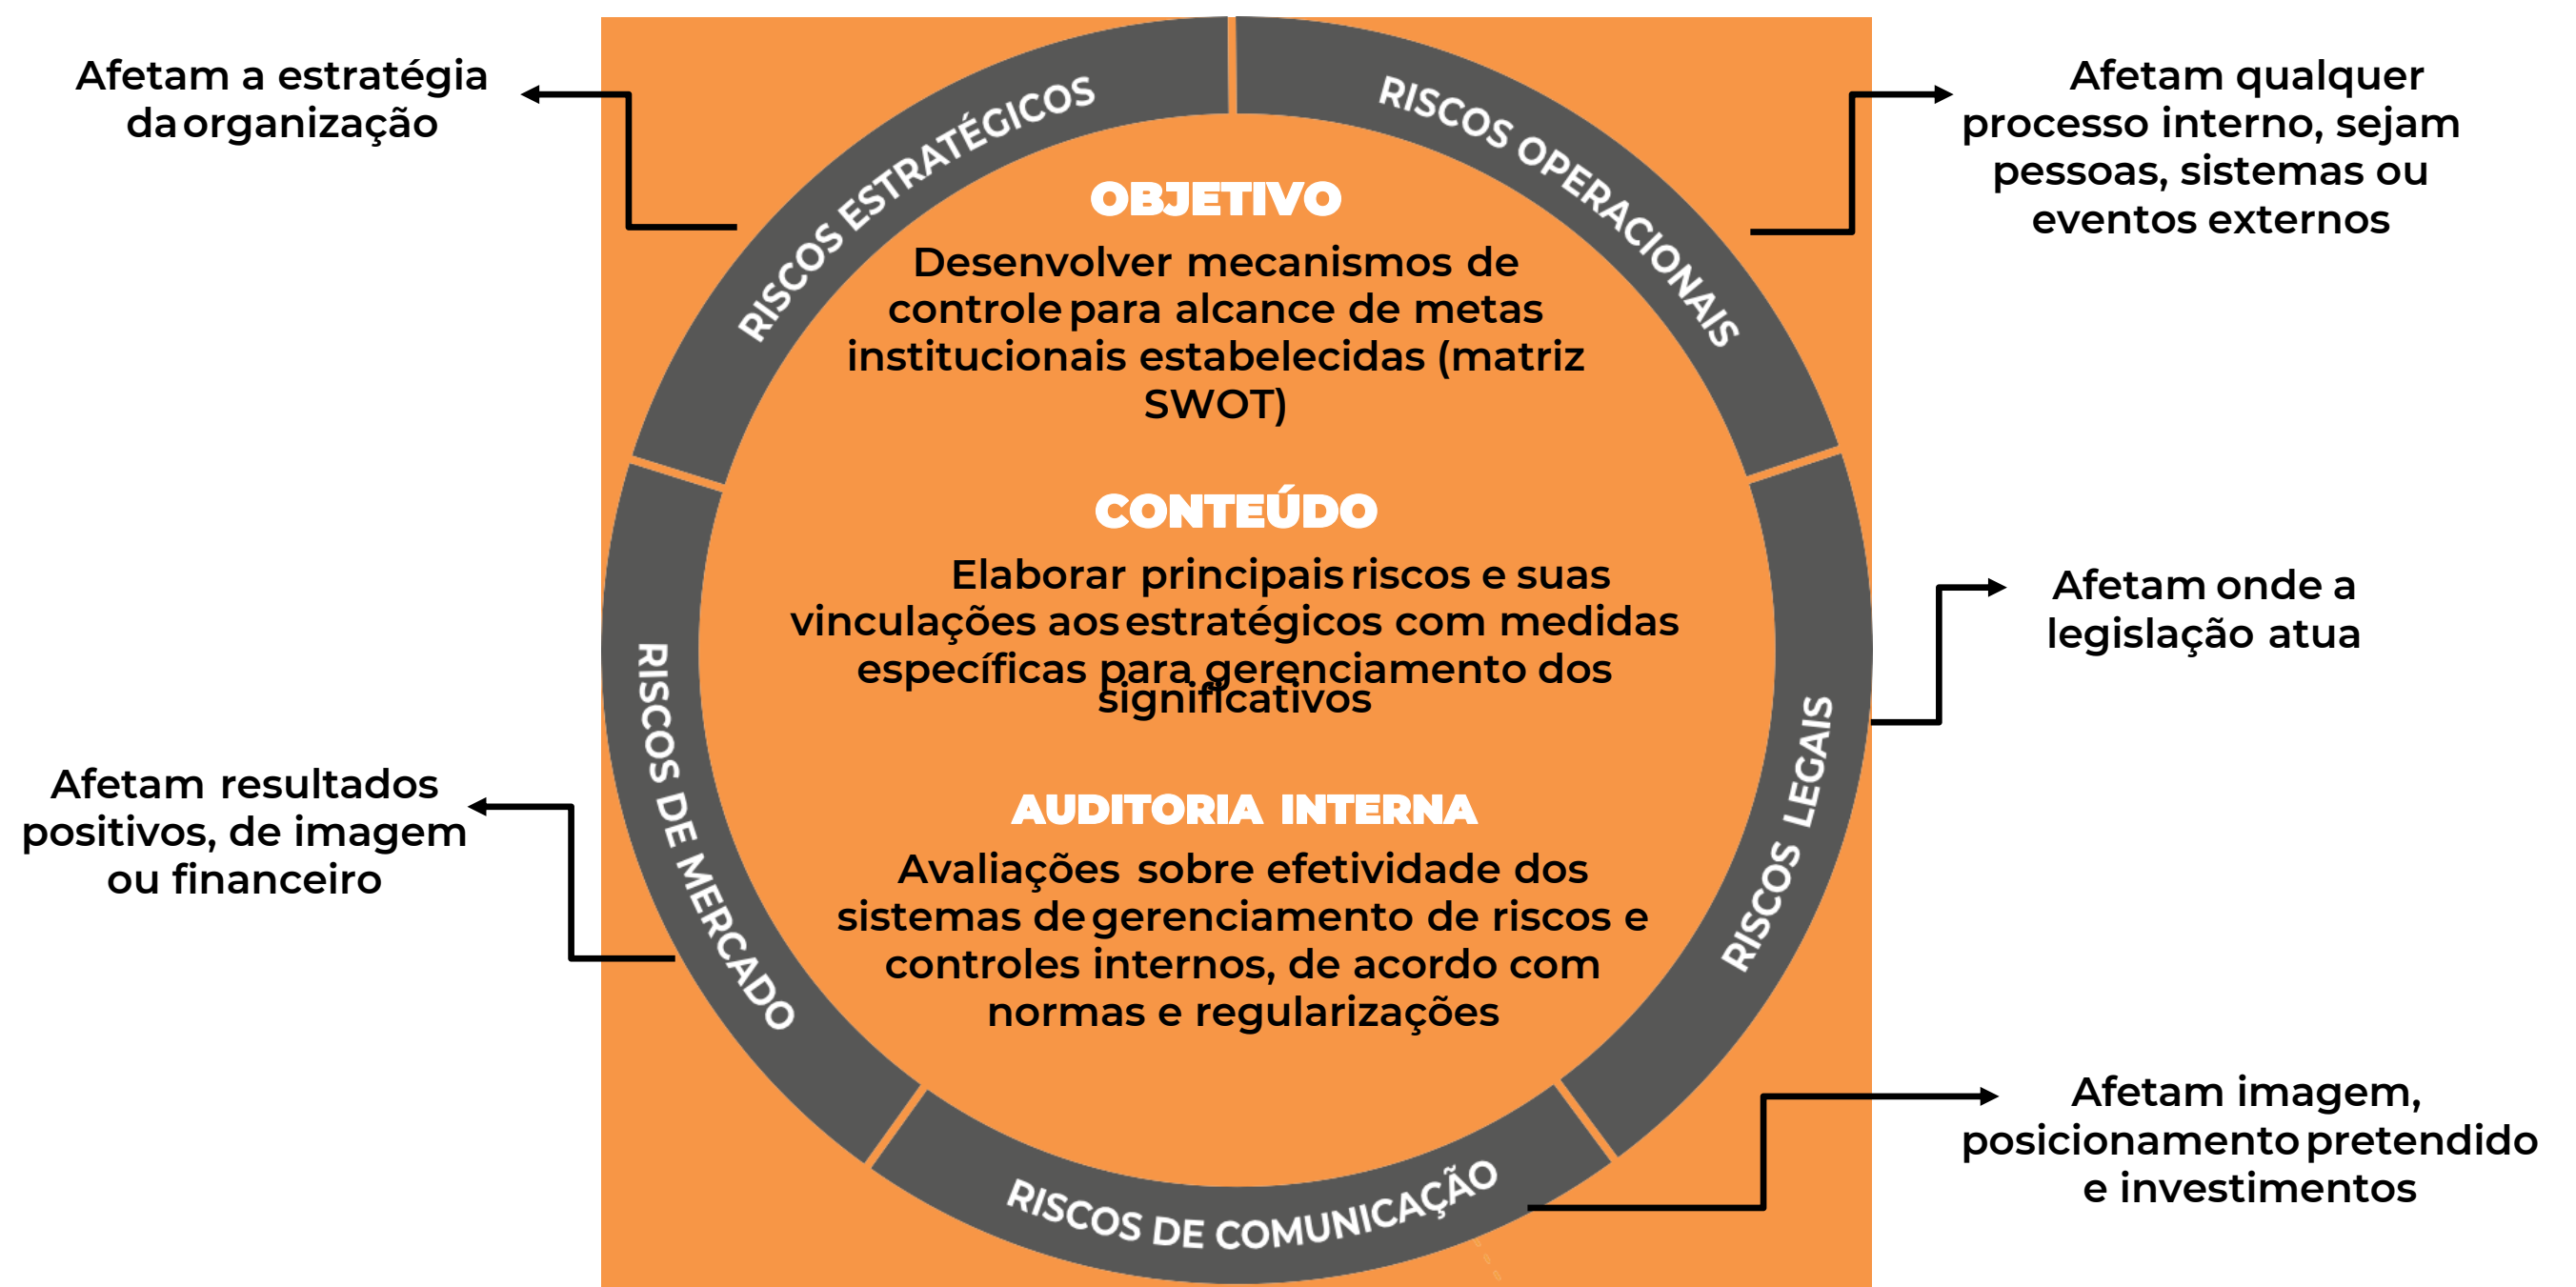 Afetam a estratégia
da organização
RISCOS ESTRATÉGICOS
RISCOS OPERACIONAIS
Afetam qualquer
processo interno, sejam
pessoas, sistemas ou
eventos externos
OBJETIVO
Desenvolver mecanismos de
controle para alcance de metas
institucionais estabelecidas (matriz
SWOT)
CONTEÚDO
Elaborar principais riscos e suas
vinculações aos estratégicos com medidas
específicas para gerenciamento dos
significativos
AUDITORIA INTERNA
Avaliações sobre efetividade dos
sistemas de gerenciamento de riscos e
controles internos, de acordo com
normas e regularizações
Afetam onde a
legislação atua
RISCOS LEGAIS
RISCOS DE MERCADO
Afetam resultados
positivos, de imagem
ou financeiro
RISCOS DE COMUNICAÇÃO
Afetam imagem,
posicionamento pretendido
e investimentos